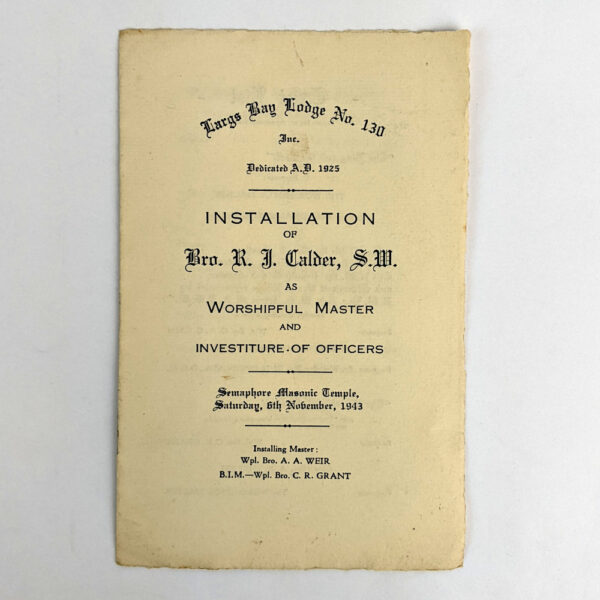 Largs Bay Lodge No. 130
Inc.
Dedicated A.D. 1925
INSTALLATION
OF
Bro. R. J. Calder, S.W.
AS
WORSHIPFUL MASTER
AND
INVESTITURE OF OFFICERS
Semaphore Masonic Temple,
Saturday, 6th November, 1943
Installing Master:
Wpl. Bro. A. A. WEIR
B.I.M.—Wpl. Bro. C. R. GRANT